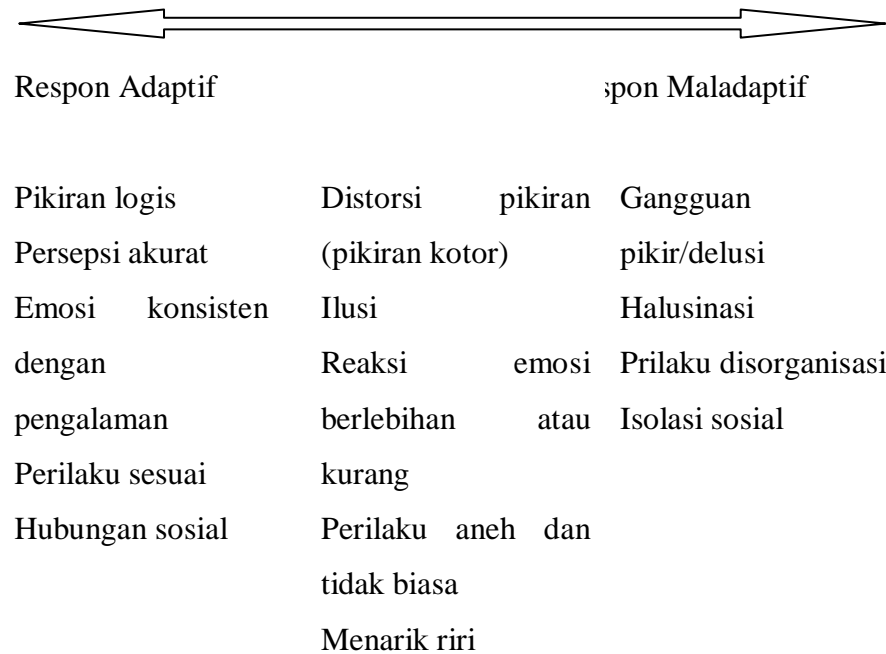 Respon Adaptif
spon Maladaptif
Pikiran logis
Persepsi akurat
Emosi konsisten
dengan
pengalaman
Perilaku sesuai
Hubungan sosial
Distorsi pikiran
(pikiran kotor)
Ilusi
Reaksi emosi
berlebihan atau
kurang
Perilaku aneh dan
tidak biasa
Menarik riri
Gangguan
pikir/delusi
Halusinasi
Prilaku disorganisasi
Isolasi sosial